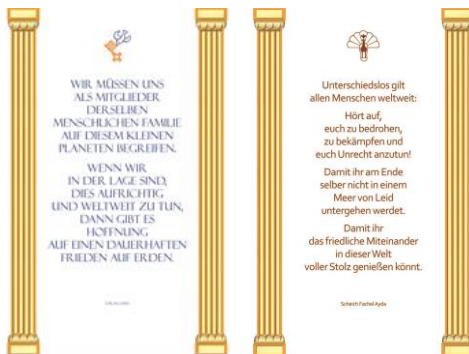 WIR MÜSSEN UNS
ALS MITGLIEDER
DERSELBEN
MENSCHLICHEN FAMILIE
AUF DIESEM KLEINEN
PLANETEN BEGREIFEN.
WENN WIR
IN DER LAGE SIND,
DIES AUFRICHTIG
UND WELTWEIT ZU TUN,
DANN GIBT ES
HOFFNUNG
AUF EINEN DAUERHAFTEN
FRIEDEN AUF ERDEN.
Unterschiedslos gilt
allen Menschen weltweit:
Hört auf,
euch zu bedrohen,
zu bekämpfen und
euch Unrecht anzutun!
Damit ihr am Ende
selber nicht in einem
Meer von Leid
untergehen werdet.
Damit ihr
das friedliche Miteinander
in dieser Welt
voller Stolz genießen könnt.